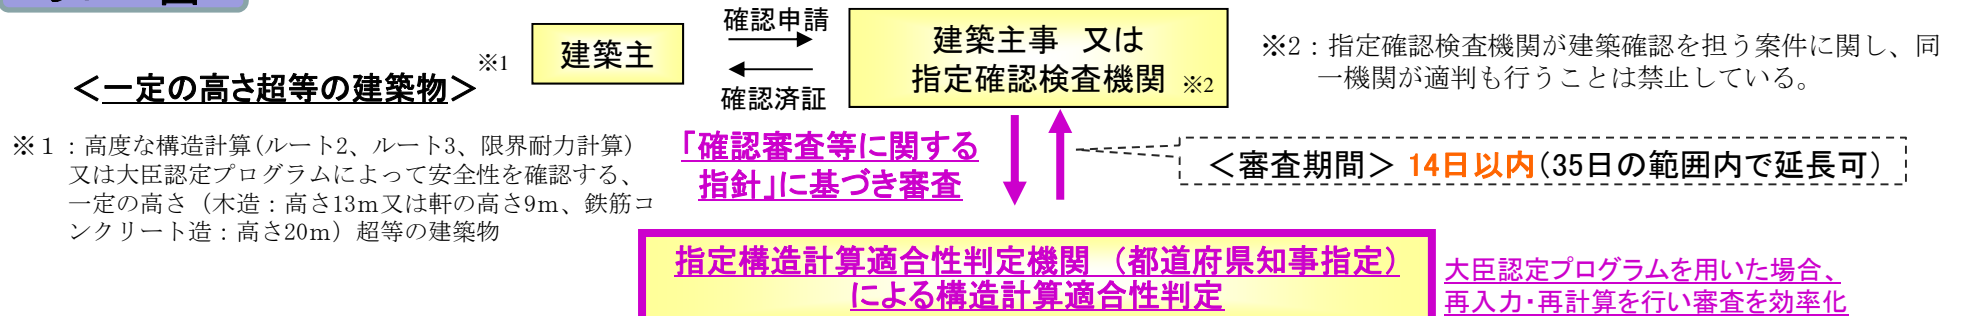 ＜一定の高さ超等の建築物＞※1
※１：高度な構造計算(ルート2、ルート3、限界耐力計算)
又は大臣認定プログラムによって安全性を確認する、
一定の高さ（木造：高さ13ｍ又は軒の高さ9ｍ、鉄筋コ
ンクリート造：高さ20ｍ）超等の建築物
建築主
確認申請
確認済証
建築主事　又は
指定確認検査機関 ※2
※2：指定確認検査機関が建築確認を担う案件に関し、同
一機関が適判も行うことは禁止している。
「確認審査等に関する
指針」に基づき審査
＜審査期間＞ 14日以内(35日の範囲内で延長可)
指定構造計算適合性判定機関　（都道府県知事指定）
による構造計算適合性判定
大臣認定プログラムを用いた場合、
再入力・再計算を行い審査を効率化